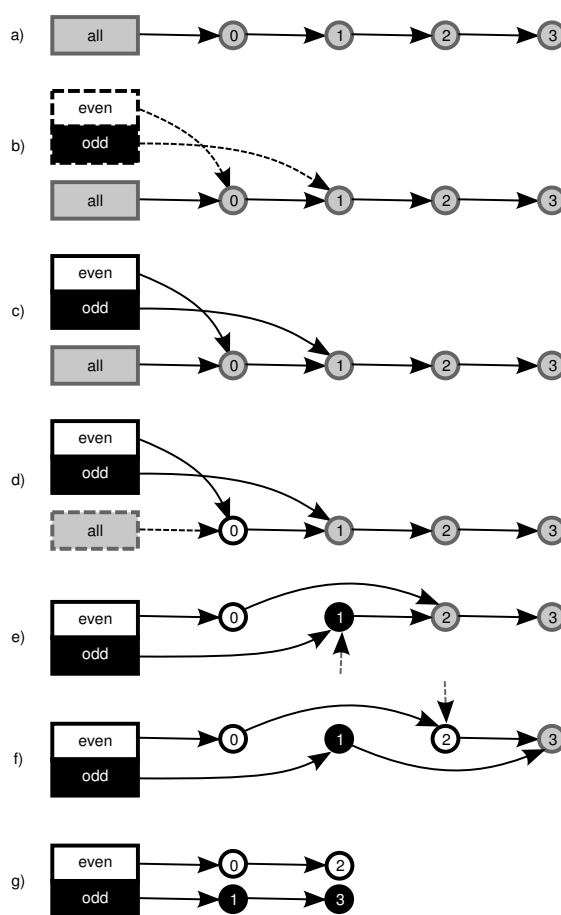 a) all 0 1 2 3
even
b) odd
all 0 1 2 3
even
c) odd
all 0 1 2 3
even
d) odd
all 0 1 2 3
even 0 1 2 3
e) odd
even 0 1 2 3
f) odd
even 0 2
g) odd 1 3